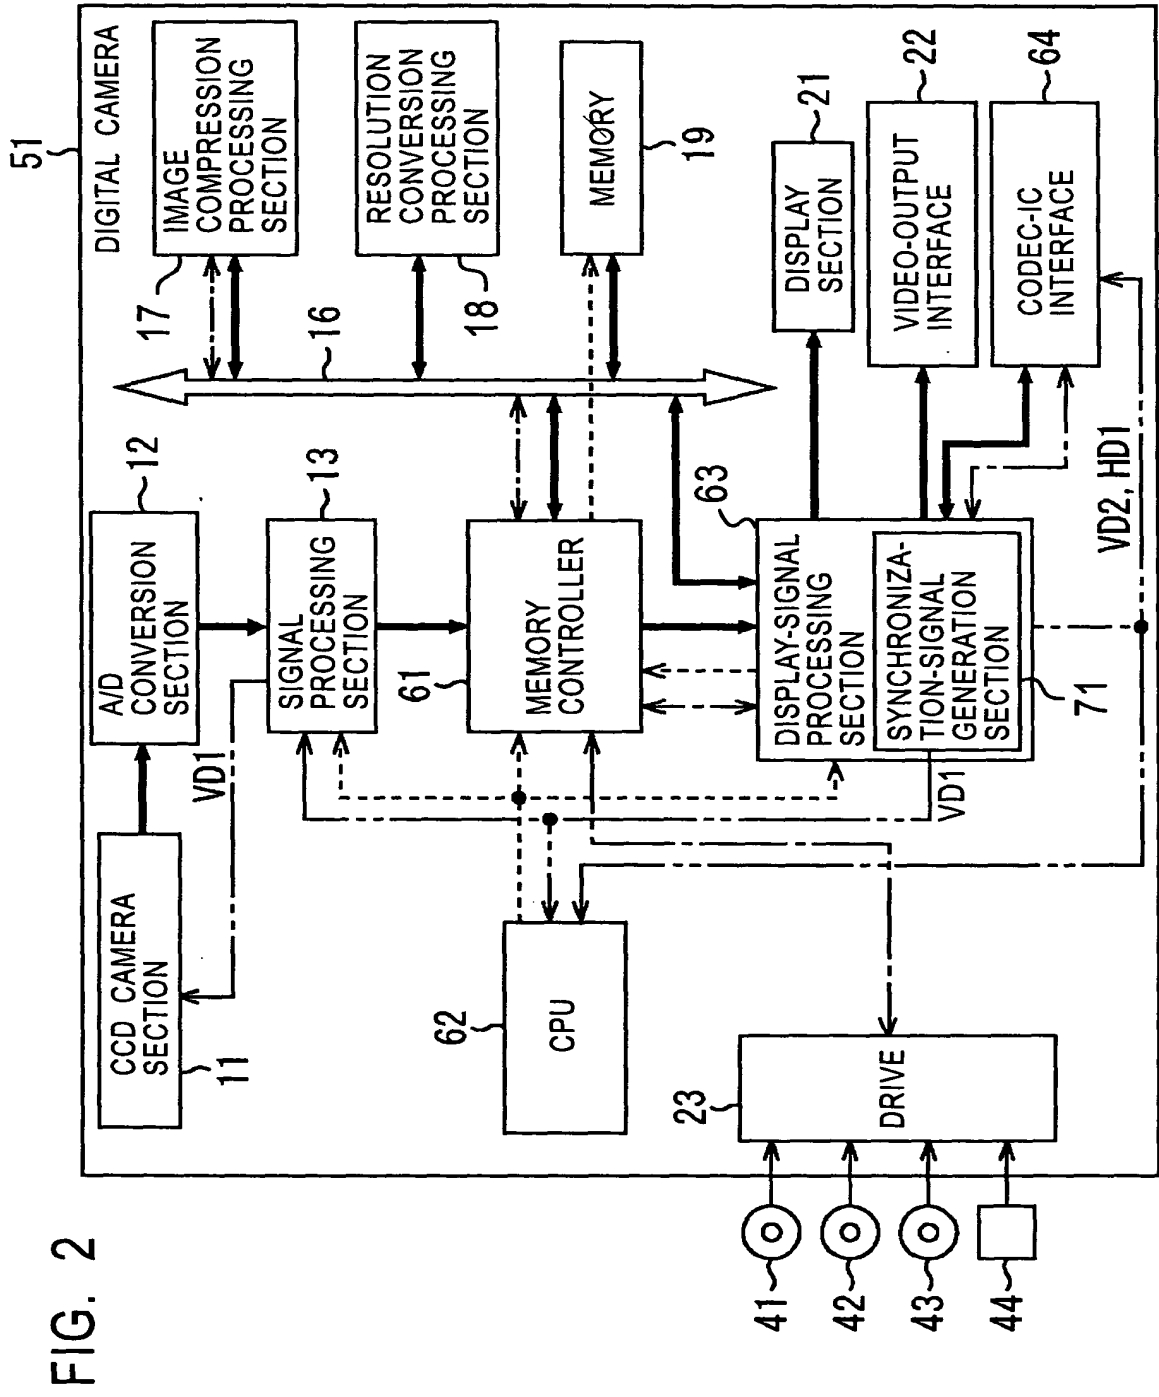 FIG. 2
51
DIGITAL CAMERA
CCD CAMERA
SECTION
11
A/D
CONVERSION
SECTION
12
VD1
SIGNAL
PROCESSING
SECTION
13
IMAGE
COMPRESSION
PROCESSING
SECTION
17
RESOLUTION
CONVERSION
PROCESSING
SECTION
18
16
MEMORY
19
MEMORY
CONTROLLER
61
CPU
62
DISPLAY-SIGNAL
PROCESSING
SECTION
63
SYNCHRONIZA-
TION-SIGNAL
GENERATION
SECTION
71
VD1
DISPLAY
SECTION
21
VIDEO-OUTPUT
INTERFACE
22
CODEC-IC
INTERFACE
64
VD2, HD1
DRIVE
23
41
42
43
44